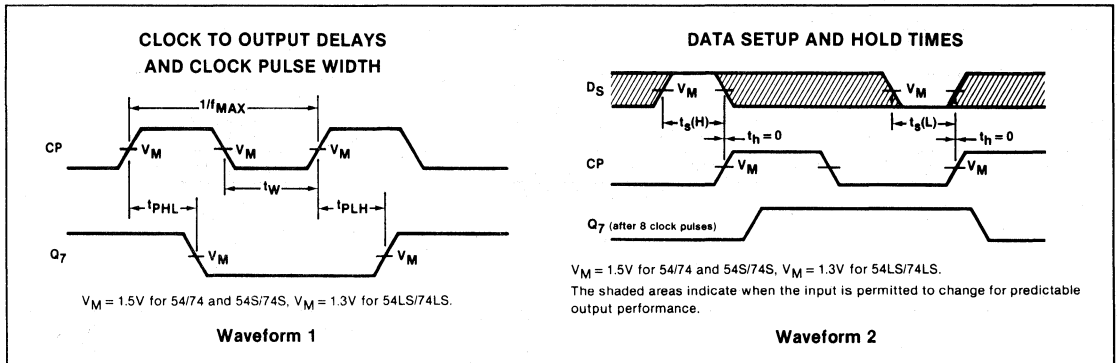 CLOCK TO OUTPUT DELAYS
AND CLOCK PULSE WIDTH
1/fMAX
CP
VM
VM
VM
tW
tPHL
tPLH
Q7
VM
VM
VM = 1.5V for 54/74 and 54S/74S, VM = 1.3V for 54LS/74LS.
Waveform 1
DATA SETUP AND HOLD TIMES
DS
VM
VM
ts(H)
ts(L)
th = 0
th = 0
CP
VM
VM
Q7 (after 8 clock pulses)
VM = 1.5V for 54/74 and 54S/74S, VM = 1.3V for 54LS/74LS.
The shaded areas indicate when the input is permitted to change for predictable
output performance.
Waveform 2